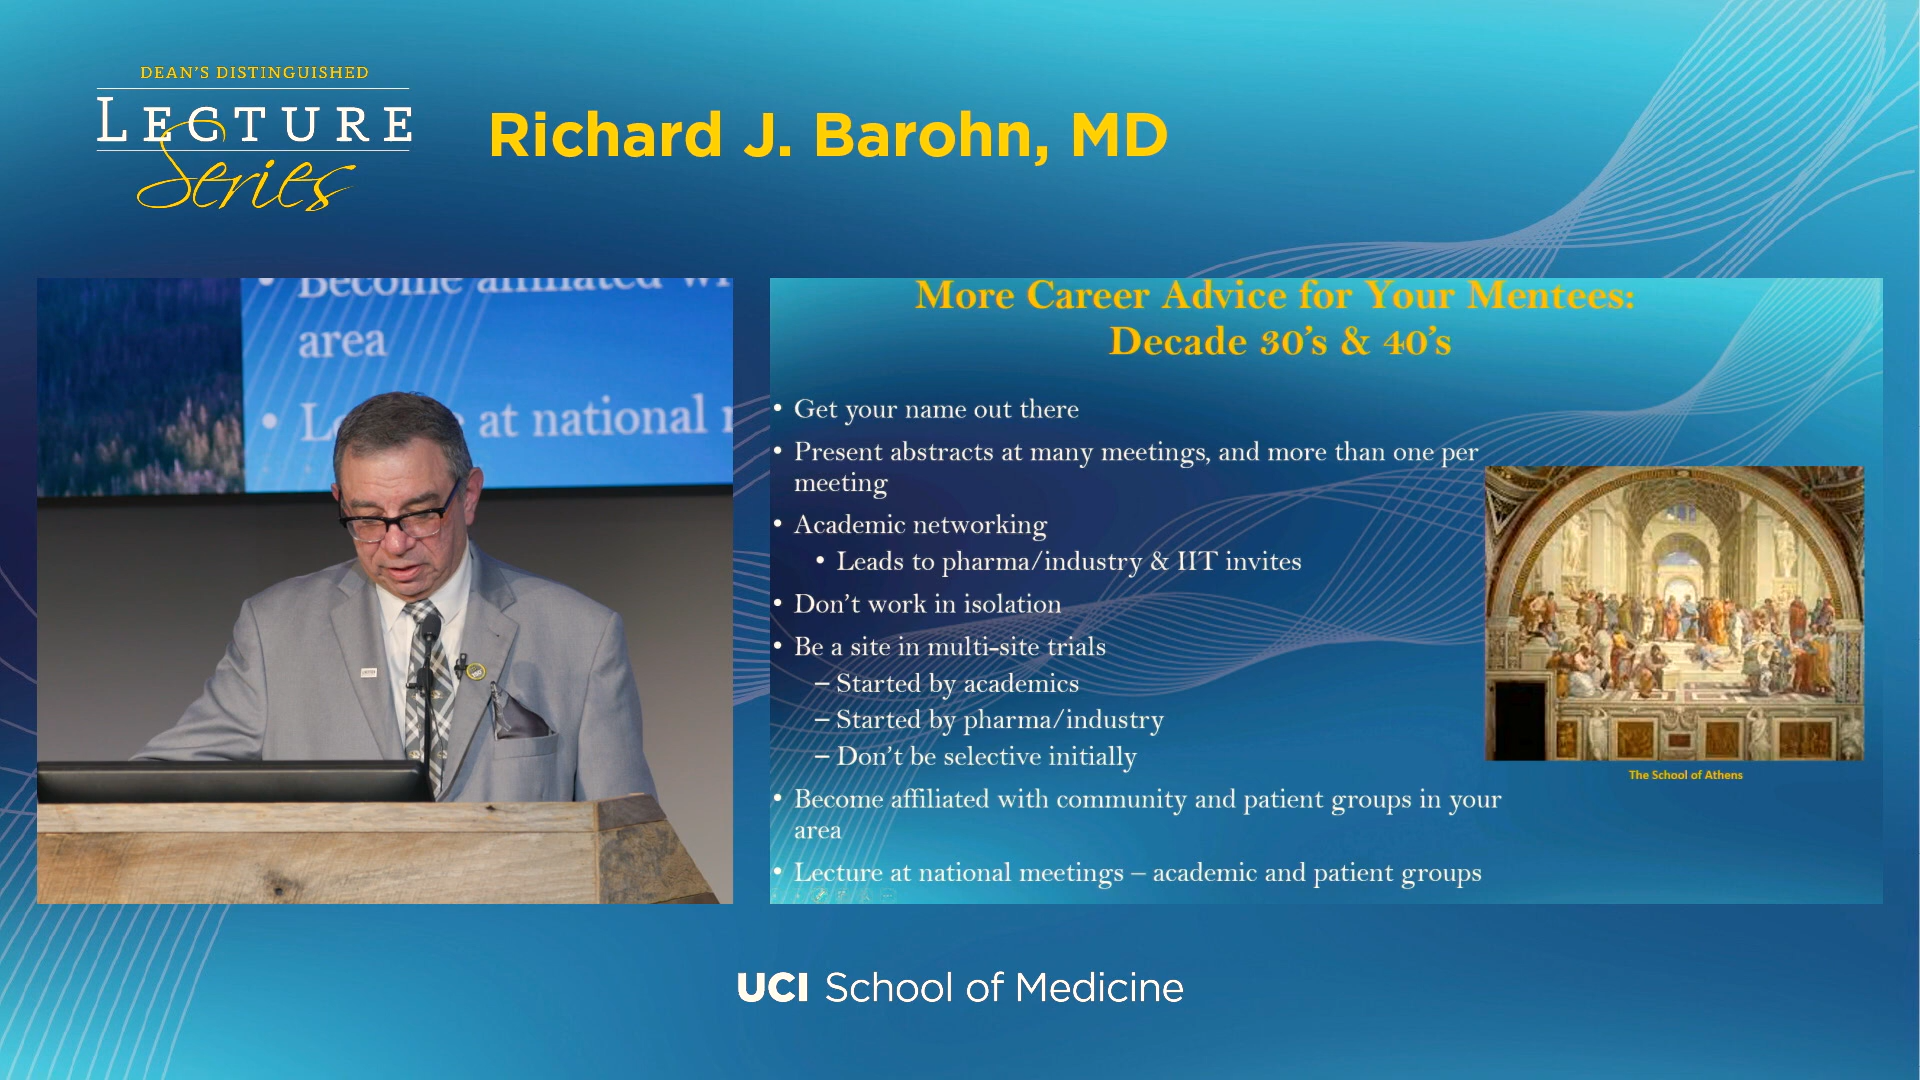 DEAN'S DISTINGUISHED
LECTURE
Series
Richard J. Barohn, MD
area
at national
More Career Advice for Your Mentees:
Decade 30's & 40's
• Get your name out there
• Present abstracts at many meetings, and more than one per
meeting
• Academic networking
• Leads to pharma/industry & IIT invites
• Don't work in isolation
• Be a site in multi-site trials
– Started by academics
– Started by pharma/industry
– Don't be selective initially
• Become affiliated with community and patient groups in your
area
• Lecture at national meetings – academic and patient groups
The School of Athens
UCI School of Medicine